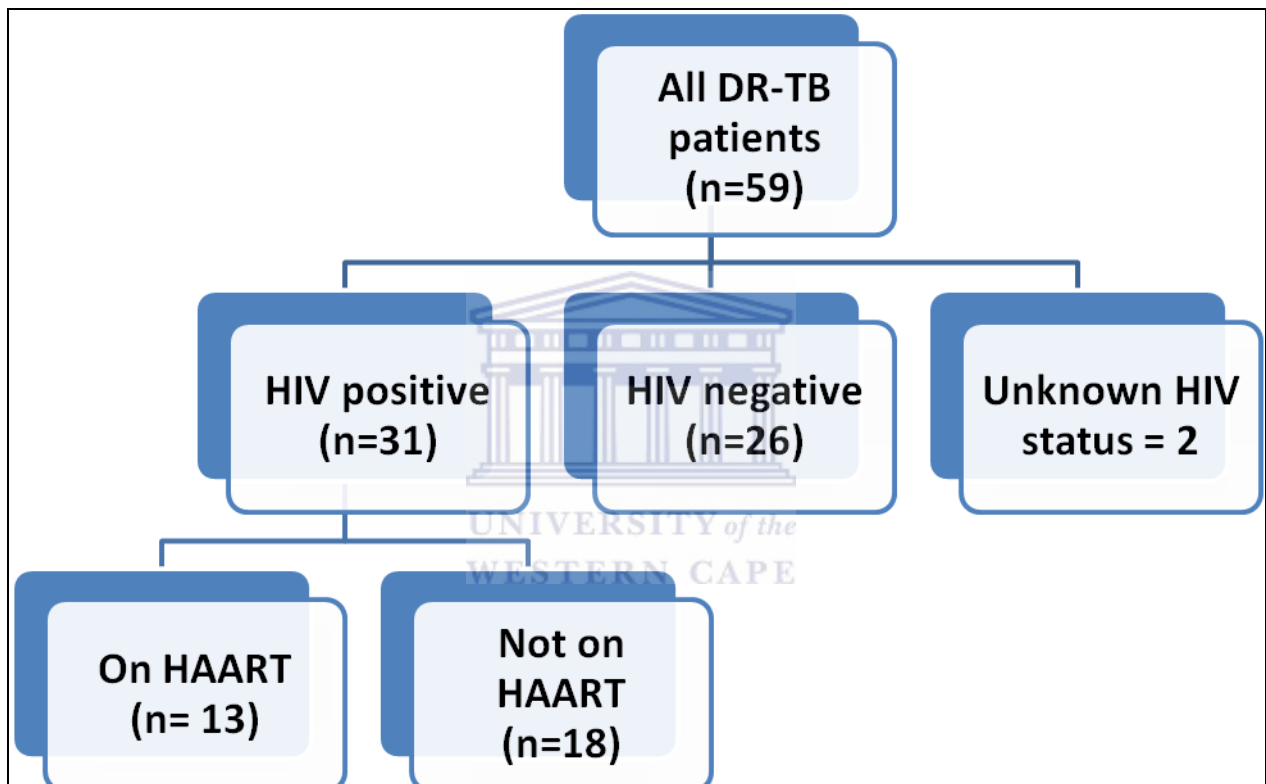 All DR-TB
patients
(n=59)
HIV positive
(n=31)
HIV negative
(n=26)
Unknown HIV
status = 2
UNIVERSITY of the
WESTERN CAPE
On HAART
(n= 13)
Not on
HAART
(n=18)